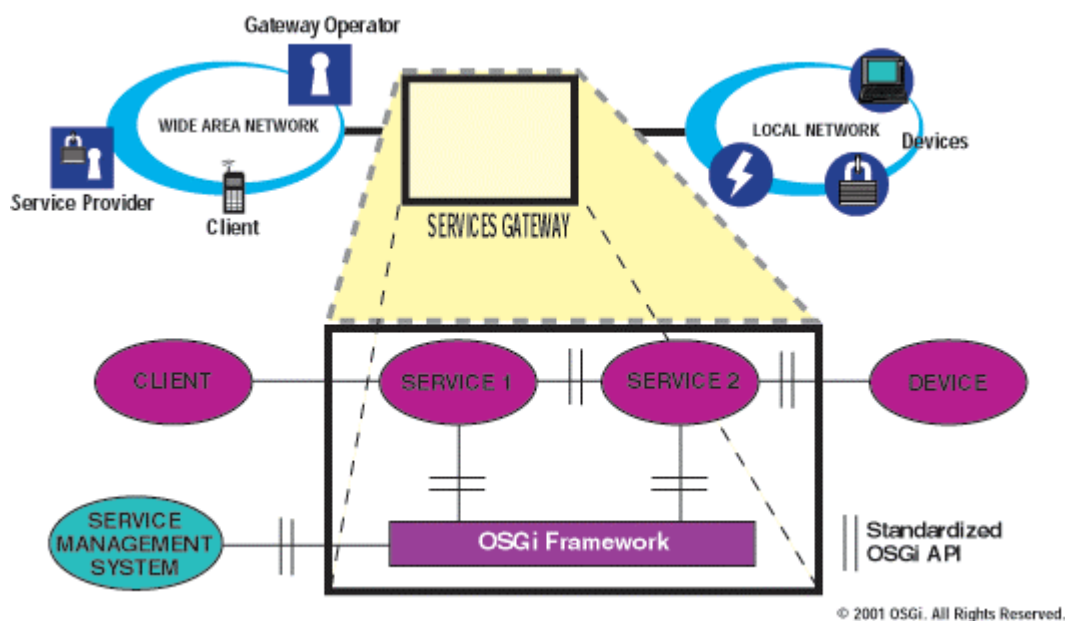 Gateway Operator
WIDE AREA NETWORK
Service Provider
Client
SERVICES GATEWAY
LOCAL NETWORK
Devices
CLIENT
SERVICE 1
SERVICE 2
DEVICE
SERVICE
MANAGEMENT
SYSTEM
OSGi Framework
Standardized
OSGi API
© 2001 OSGi. All Rights Reserved.